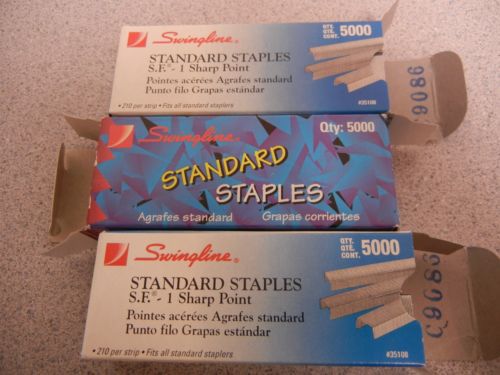 Swingline®
QTY. QTÉ. CONT. 5000
STANDARD STAPLES
S.F.®- 1 Sharp Point
Pointes acérées Agrafes standard
Punto filo Grapas estándar
• 210 per strip • Fits all standard staplers
#35108
C9086
Swingline®
Qty: 5000
STANDARD
STAPLES
Agrafes standard
Grapas corrientes
Swingline®
QTY. QTÉ. CONT. 5000
STANDARD STAPLES
S.F.®- 1 Sharp Point
Pointes acérées Agrafes standard
Punto filo Grapas estándar
• 210 per strip • Fits all standard staplers
#35108
C9086